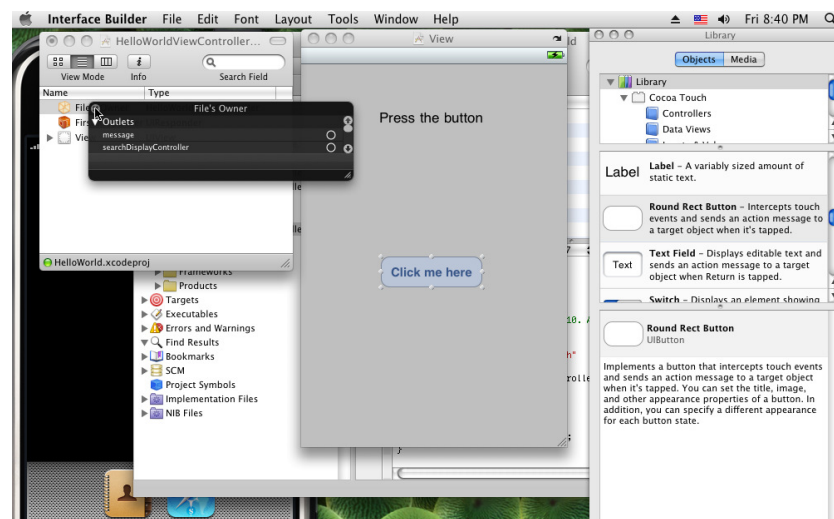 Interface Builder File Edit Font Layout Tools Window Help
Fri 8:40 PM
HelloWorldViewController...
View Mode Info Search Field
Name Type
File's Owner
Outlets
message
searchDisplayController
HelloWorld.xcodeproj
Frameworks
Products
Targets
Executables
Errors and Warnings
Find Results
Bookmarks
SCM
Project Symbols
Implementation Files
NIB Files
View
Press the button
Click me here
Library
Objects Media
Library
Cocoa Touch
Controllers
Data Views
Label
Label – A variably sized amount of
static text.
Round Rect Button – Intercepts touch
events and sends an action message to
a target object when it's tapped.
Text
Text Field – Displays editable text and
sends an action message to a target
object when Return is tapped.
Switch – Displays an element showing
Round Rect Button
UIButton
Implements a button that intercepts touch events
and sends an action message to a target object
when it's tapped. You can set the title, image,
and other appearance properties of a button. In
addition, you can specify a different appearance
for each button state.